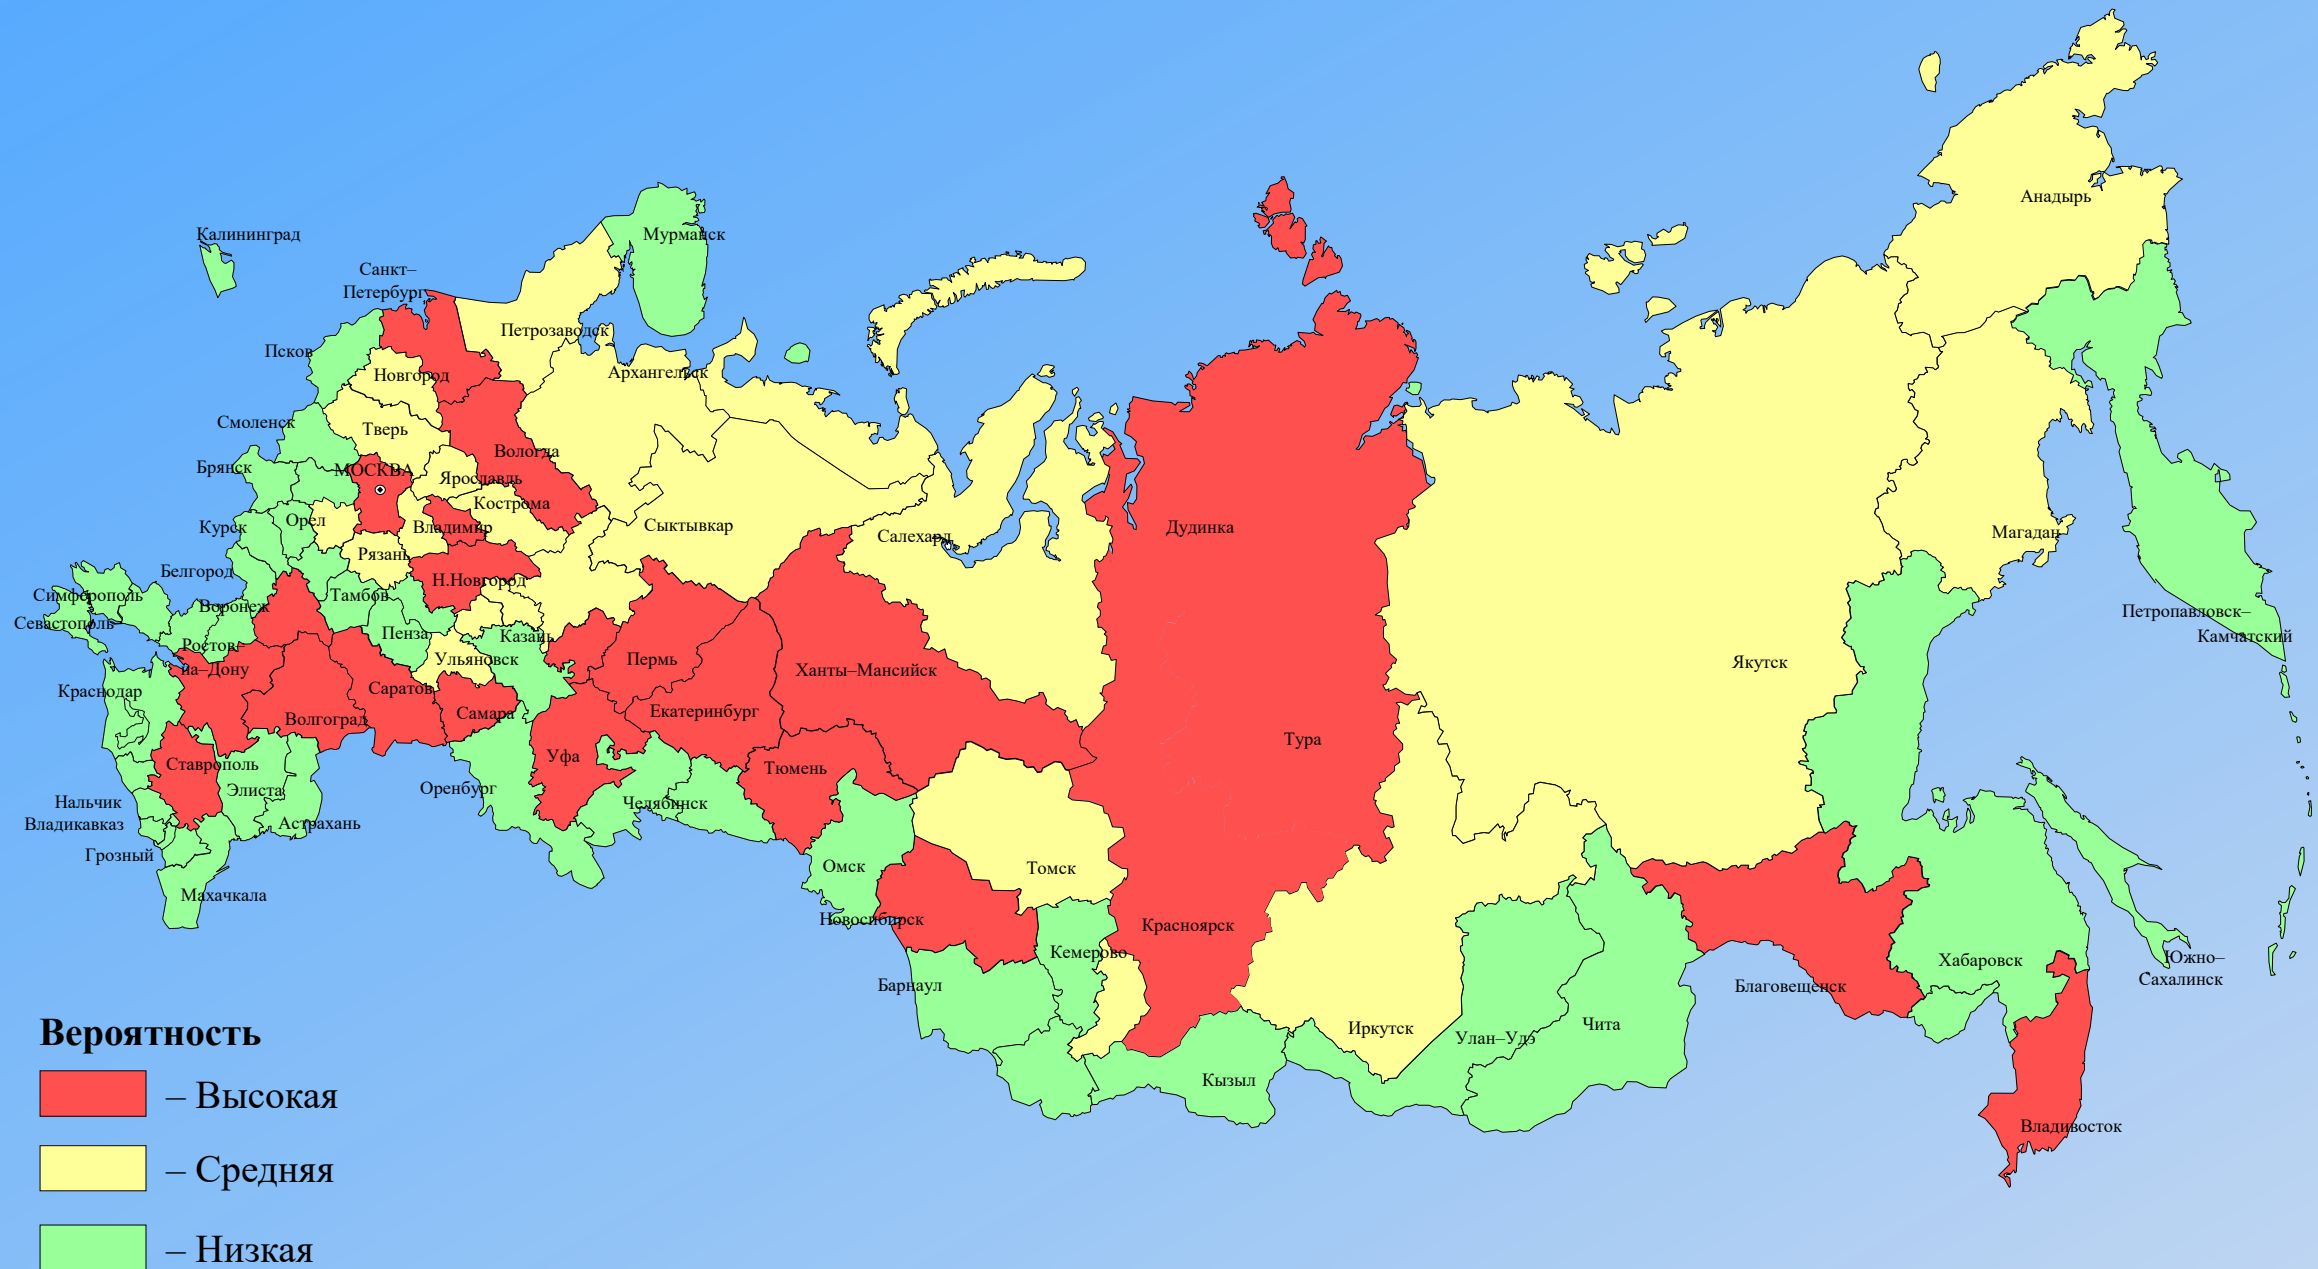 Калининград
Мурманск
Анадырь
Санкт–
Петербург
Петрозаводск
Псков
Новгород
Архангельск
Смоленск
Тверь
Вологда
Брянск
МОСКВА
Ярославль
Кострома
Курск
Орел
Владимир
Сыктывкар
Салехард
Дудинка
Магадан
Рязань
Белгород
Н.Новгород
Симферополь
Тамбов
Воронеж
Севастополь
Пенза
Казань
Петропавловск–
Камчатский
Ростов–
на–Дону
Ульяновск
Пермь
Ханты–Мансийск
Якутск
Краснодар
Саратов
Самара
Волгоград
Екатеринбург
Тура
Ставрополь
Уфа
Тюмень
Элиста
Оренбург
Нальчик
Челябинск
Владикавказ
Астрахань
Грозный
Омск
Томск
Махачкала
Новосибирск
Красноярск
Кемерово
Барнаул
Хабаровск
Южно–
Сахалинск
Благовещенск
Иркутск
Улан–Удэ
Чита
Кызыл
Владивосток
Вероятность
– Высокая
– Средняя
– Низкая